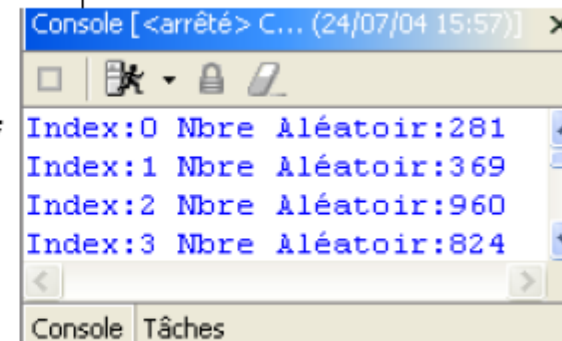 Console [<arrêté> C... (24/07/04 15:57)]
Index:0 Nbre Aléatoir:281
Index:1 Nbre Aléatoir:369
Index:2 Nbre Aléatoir:960
Index:3 Nbre Aléatoir:824
Console Tâches